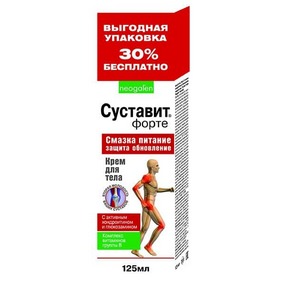 ВЫГОДНАЯ
УПАКОВКА
30%
БЕСПЛАТНО
neogalen
Суставит®
форте
Смазка питание
защита обновление
Крем
для
тела
С активным
хондроитином
и глюкозамином
Комплекс
витаминов
группы В
125мл